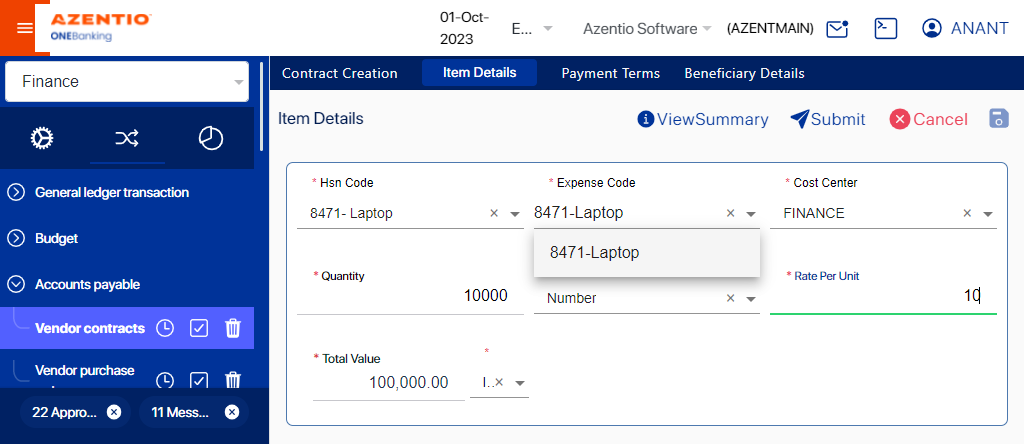 AZENTIO
ONEBanking
01-Oct-
2023
E...
Azentio Software
(AZENTMAIN)
ANANT
Finance
Contract Creation
Item Details
Payment Terms
Beneficiary Details
Item Details
ViewSummary
Submit
Cancel
General ledger transaction
Budget
Accounts payable
Vendor contracts
Vendor purchase
22 Appro...
11 Mess...
* Hsn Code
* Expense Code
* Cost Center
8471- Laptop
8471-Laptop
FINANCE
8471-Laptop
* Quantity
* Rate Per Unit
10000
Number
10
* Total Value
*
100,000.00
I..